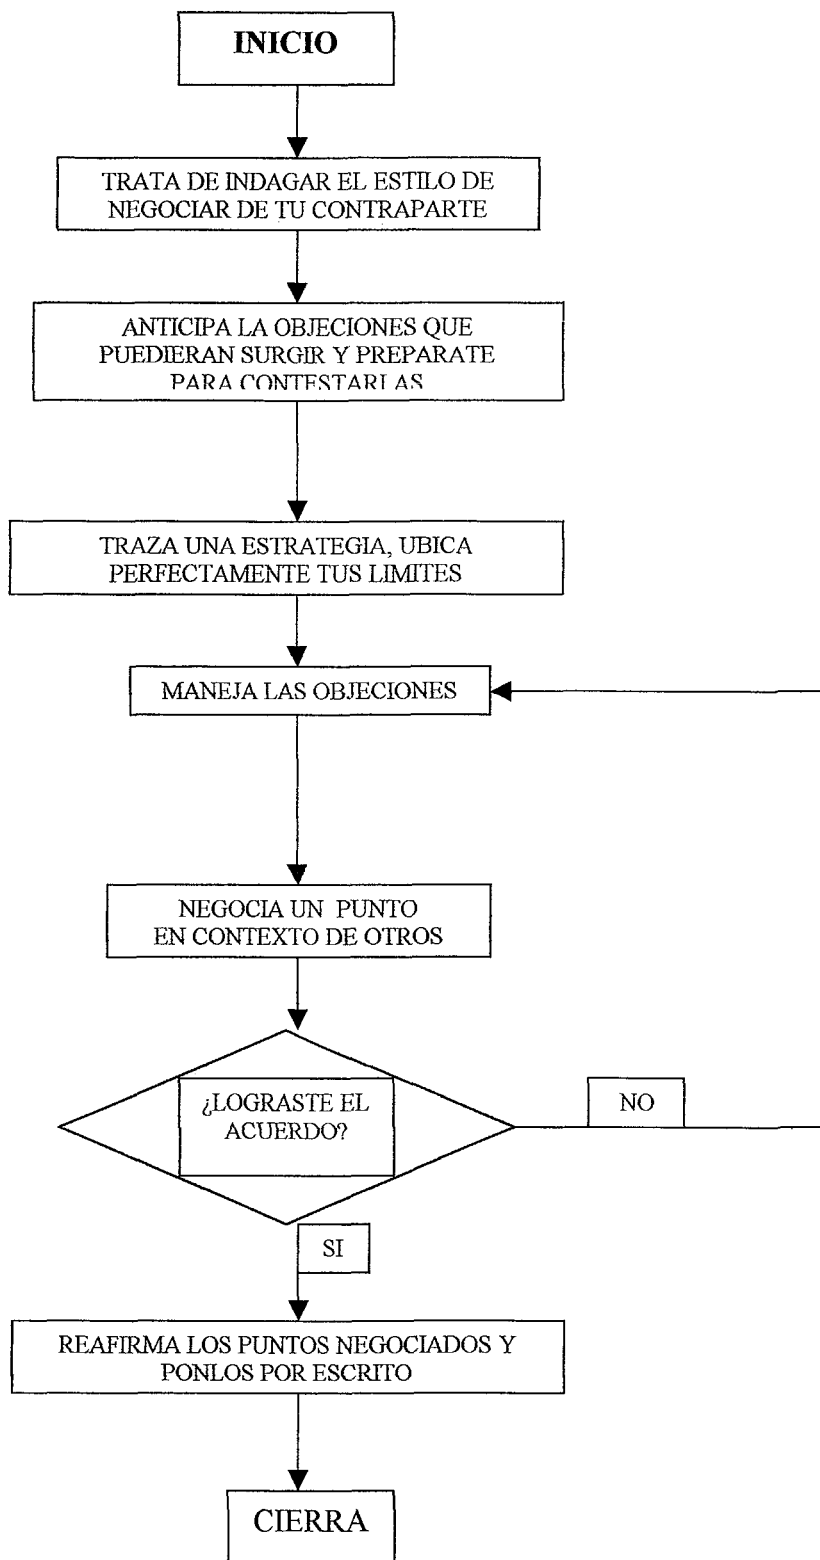 INICIO
TRATA DE INDAGAR EL ESTILO DE
NEGOCIAR DE TU CONTRAPARTE
ANTICIPA LA OBJECIONES QUE
PUEDIERAN SURGIR Y PREPARATE
PARA CONTESTARLAS
TRAZA UNA ESTRATEGIA, UBICA
PERFECTAMENTE TUS LIMITES
MANEJA LAS OBJECIONES
NEGOCIA UN PUNTO
EN CONTEXTO DE OTROS
¿LOGRASTE EL
ACUERDO?
NO
SI
REAFIRMA LOS PUNTOS NEGOCIADOS Y
PONLOS POR ESCRITO
CIERRA